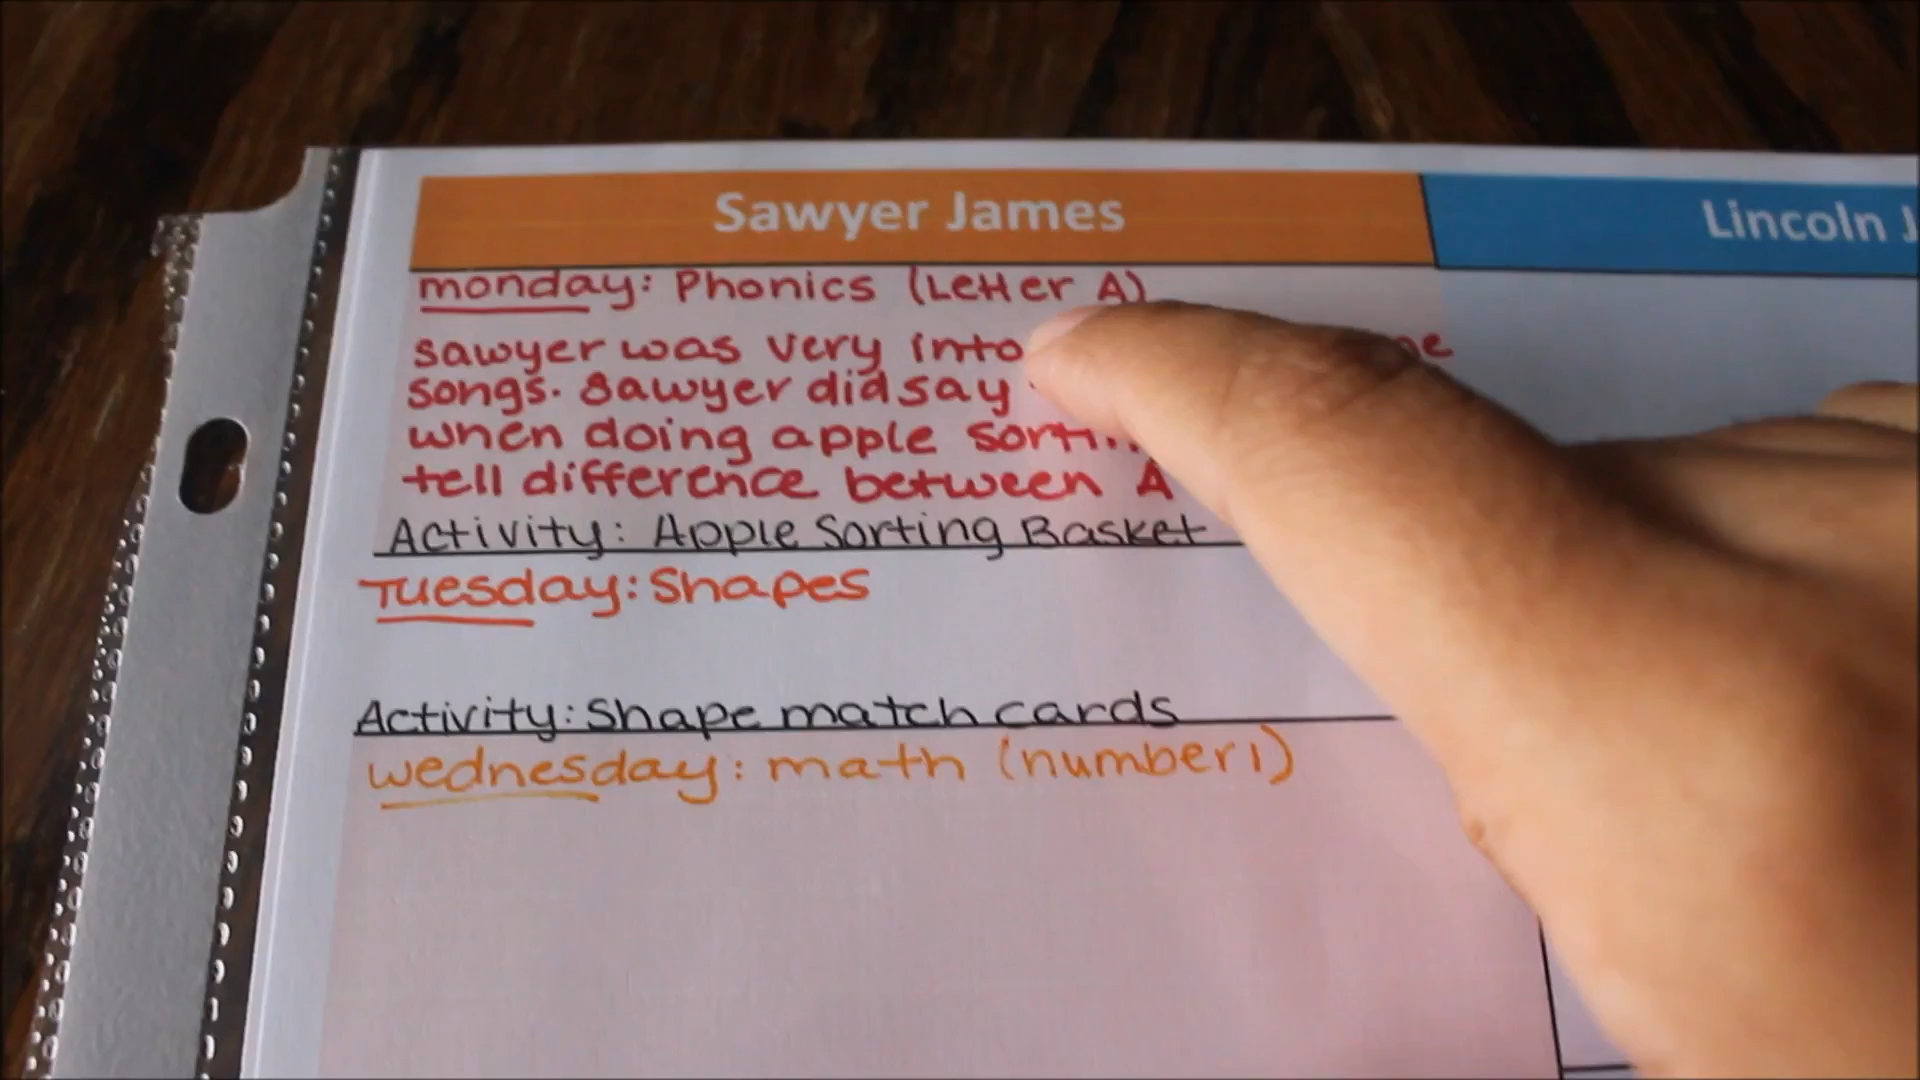 Sawyer James
Lincoln J
monday: Phonics (Letter A)
sawyer was very into
songs. Sawyer did say
when doing apple
tell difference between A
Activity: Apple Sorting Basket
Tuesday: Shapes
Activity: Shape match cards
wednesday: math (number 1)